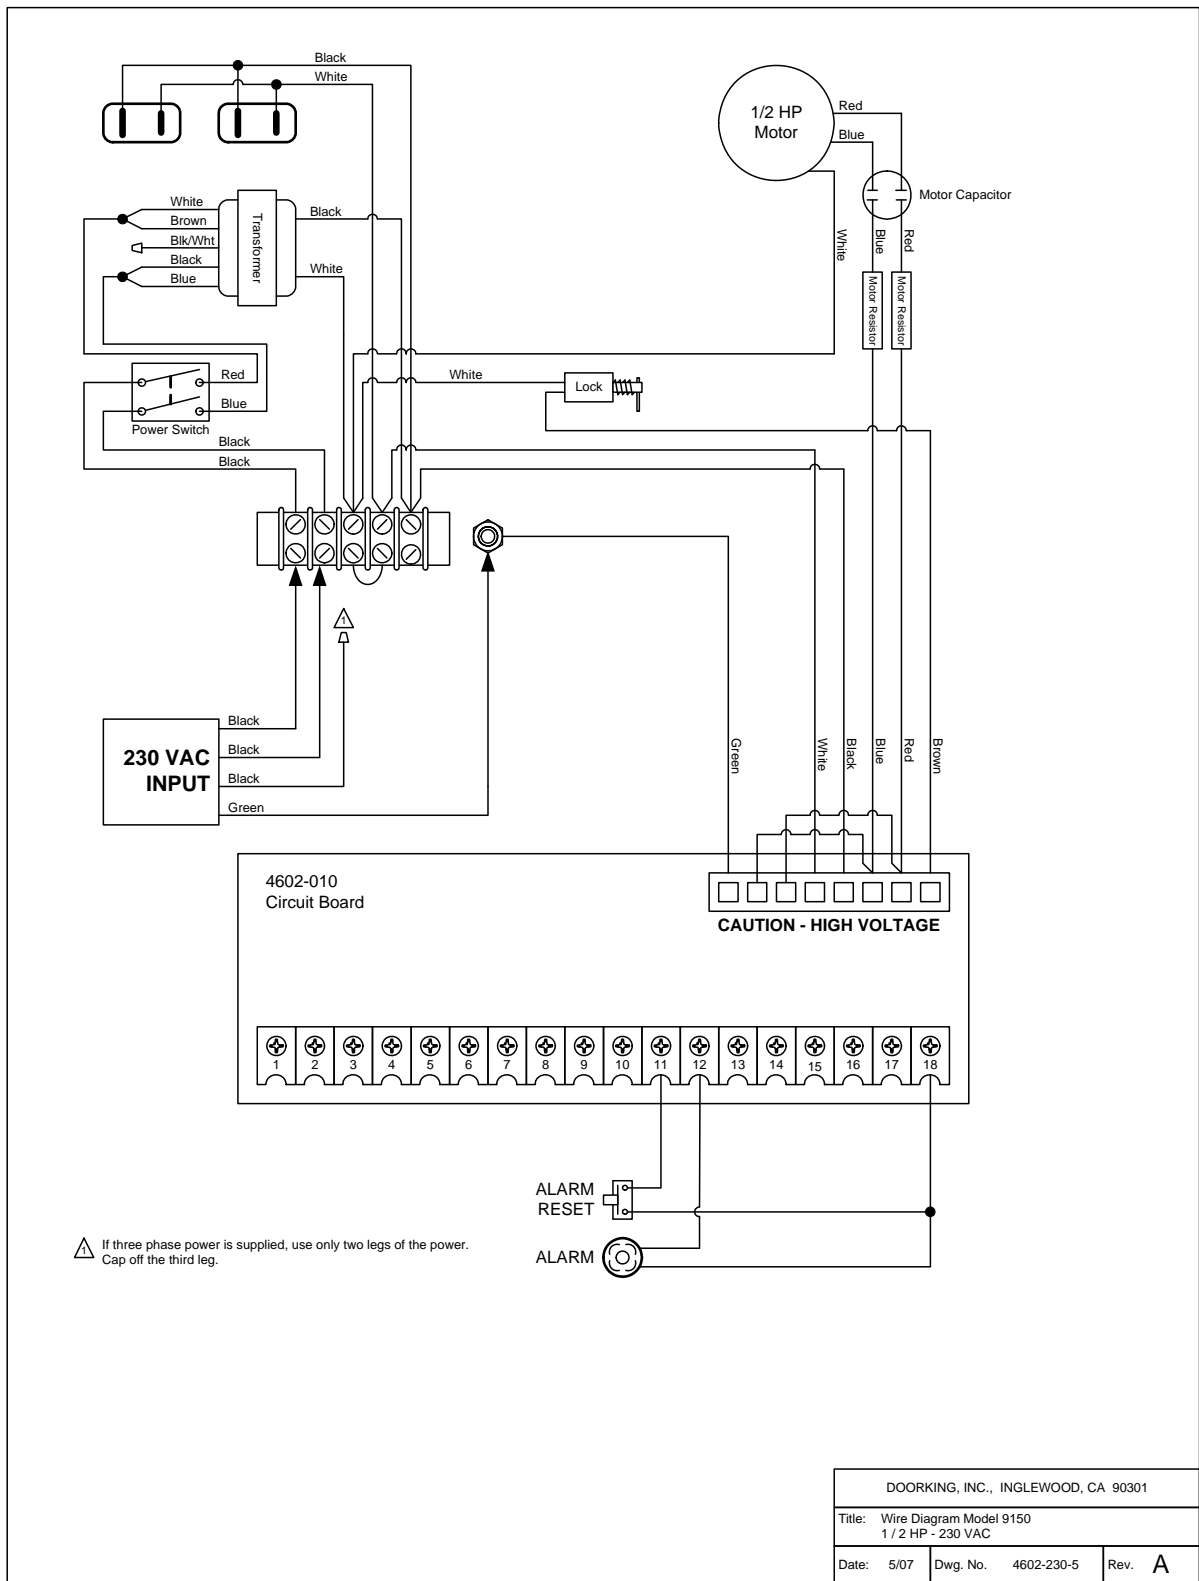 Black
White
1/2 HP
Motor
Red
Blue
Motor Capacitor
White
Brown
Blk/Wht
Black
Blue
Transformer
Black
White
White
Blue
Red
Motor Resistor
Motor Resistor
Red
Blue
Power Switch
White
Lock
Black
Black
1
230 VAC
INPUT
Black
Black
Black
Green
Green
White
Black
Blue
Red
Brown
4602-010
Circuit Board
CAUTION - HIGH VOLTAGE
1 2 3 4 5 6 7 8 9 10 11 12 13 14 15 16 17 18
ALARM
RESET
ALARM
1 If three phase power is supplied, use only two legs of the power.
Cap off the third leg.
DOORKING, INC., INGLEWOOD, CA 90301
Title: Wire Diagram Model 9150
1 / 2 HP - 230 VAC
Date: 5/07 Dwg. No. 4602-230-5 Rev. A